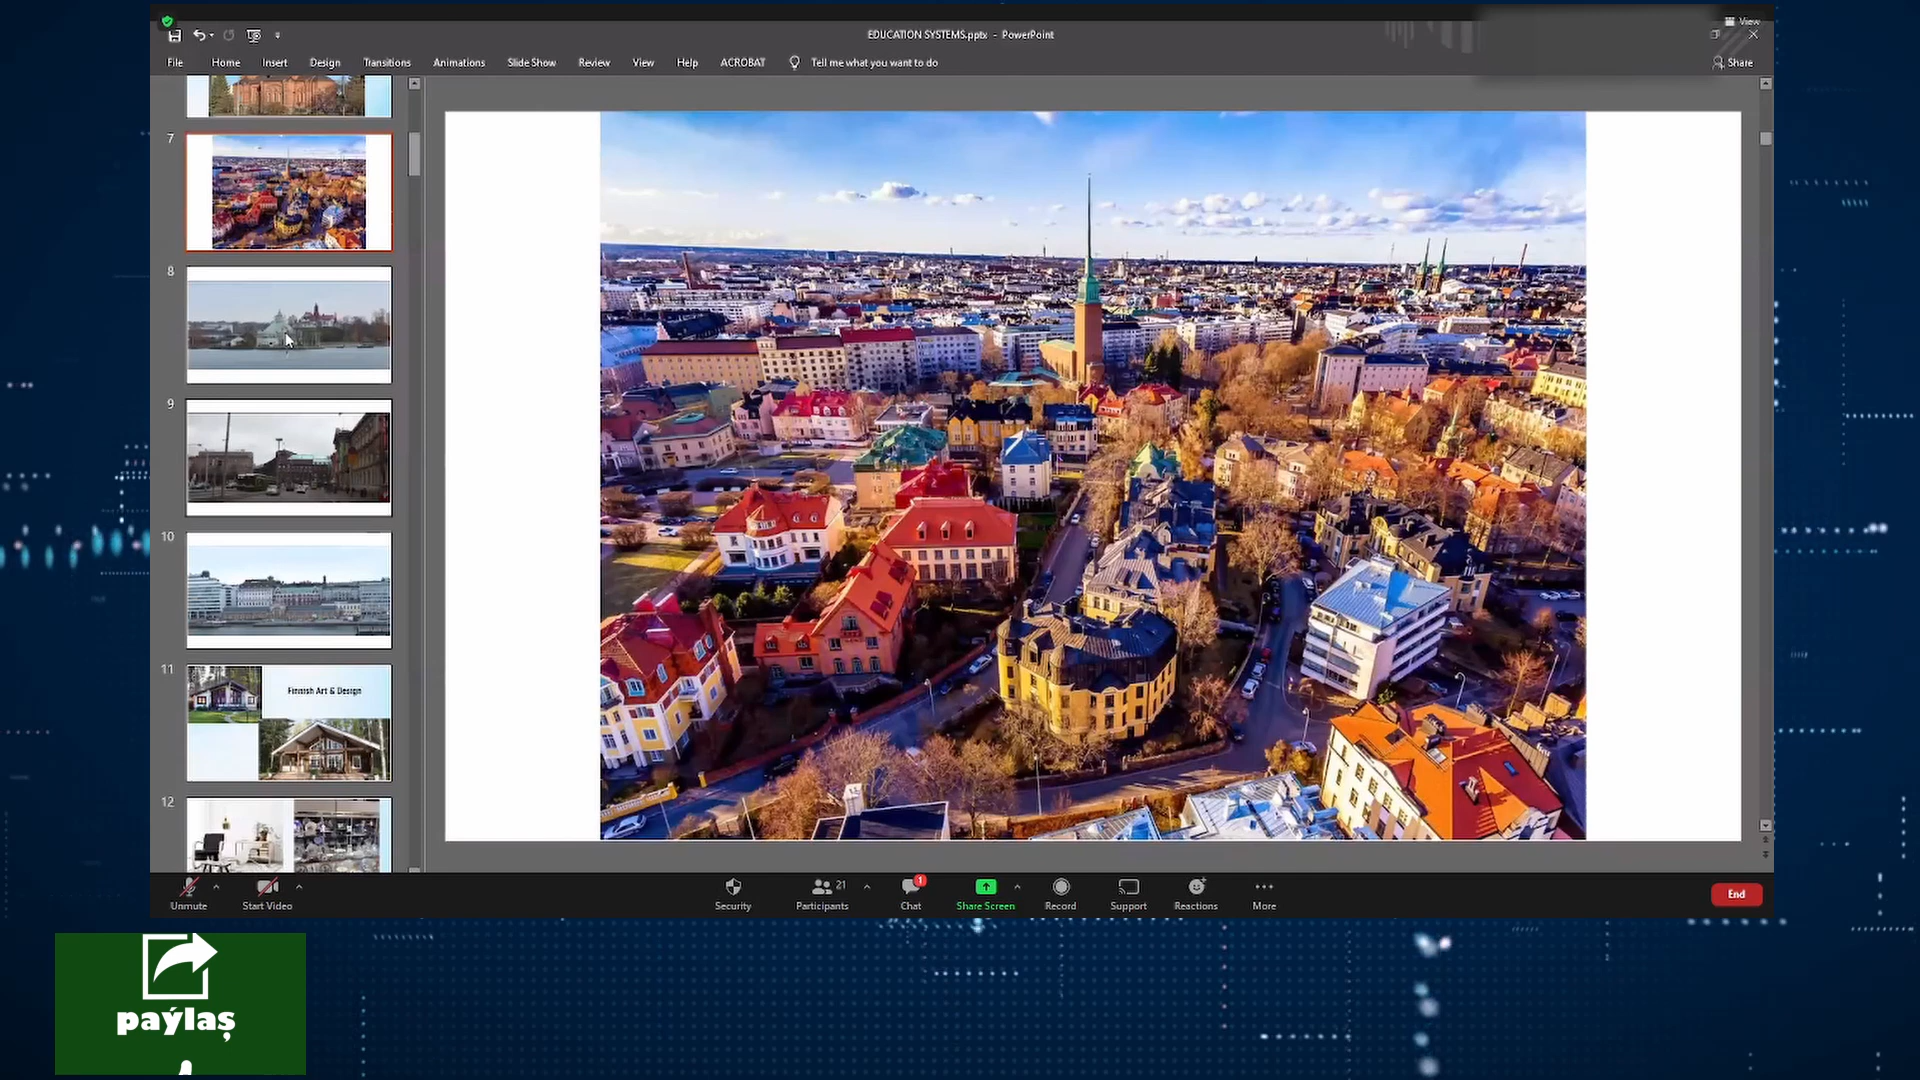 View
EDUCATION SYSTEMS.pptx - PowerPoint
File Home Insert Design Transitions Animations Slide Show Review View Help ACROBAT Tell me what you want to do Share
7
8
9
10
11
Finnish Art & Design
12
21
1
Unmute Start Video Security Participants Chat Share Screen Record Support Reactions More End
paýlaş